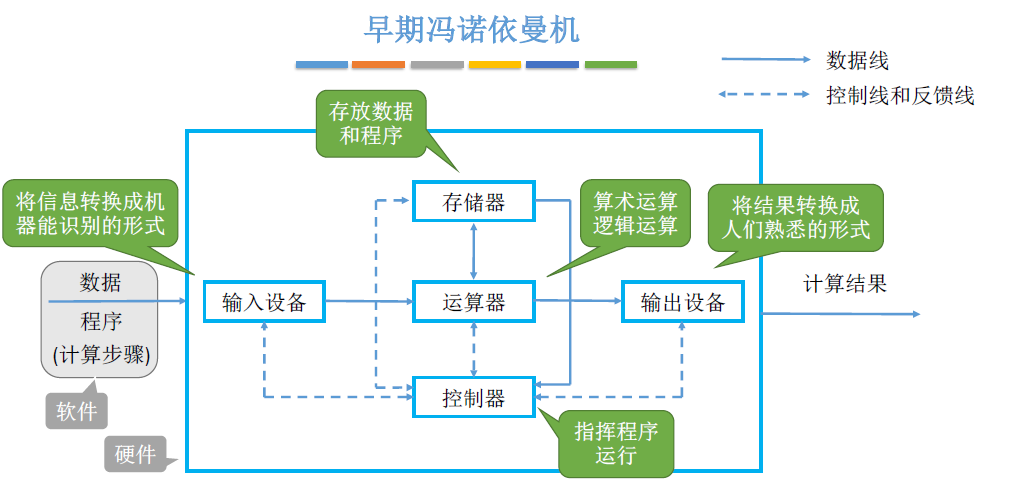 早期冯诺依曼机
数据线
控制线和反馈线
存放数据
和程序
将信息转换成机
器能识别的形式
存储器
算术运算
逻辑运算
将结果转换成
人们熟悉的形式
数据
程序
(计算步骤)
输入设备
运算器
输出设备
计算结果
控制器
软件
硬件
指挥程序
运行